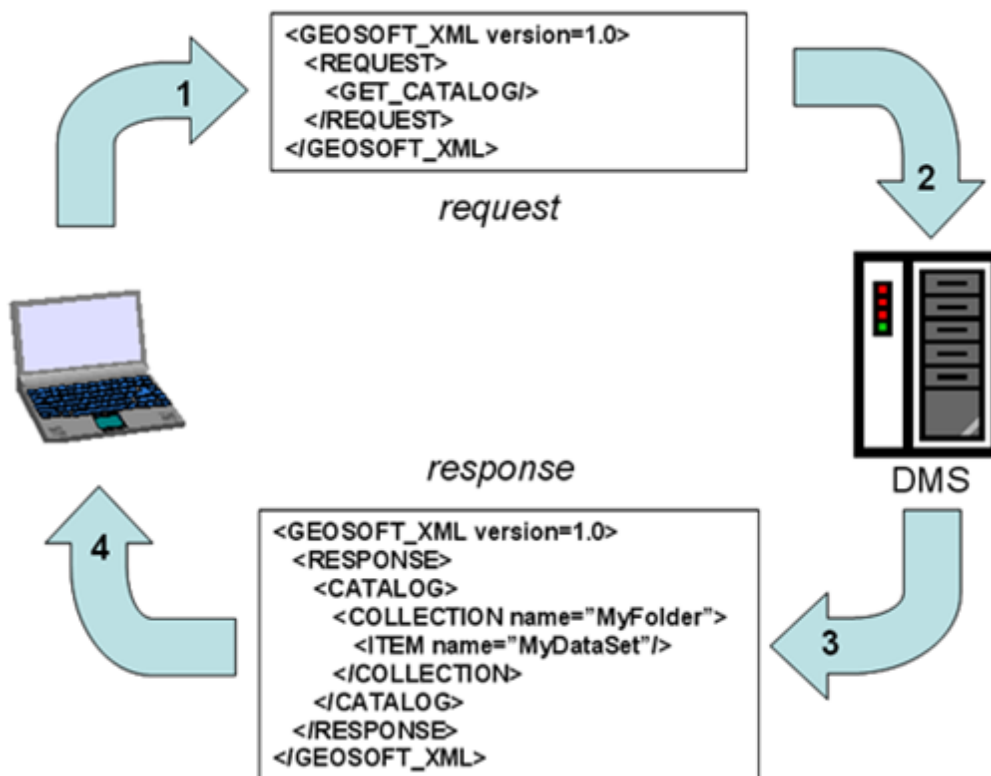 <GEOSOFT_XML version=1.0>
<REQUEST>
<GET_CATALOG/>
</REQUEST>
</GEOSOFT_XML>
1
2
request
DMS
response
<GEOSOFT_XML version=1.0>
<RESPONSE>
<CATALOG>
<COLLECTION name=”MyFolder”>
<ITEM name=”MyDataSet”/>
</COLLECTION>
</CATALOG>
</RESPONSE>
</GEOSOFT_XML>
3
4